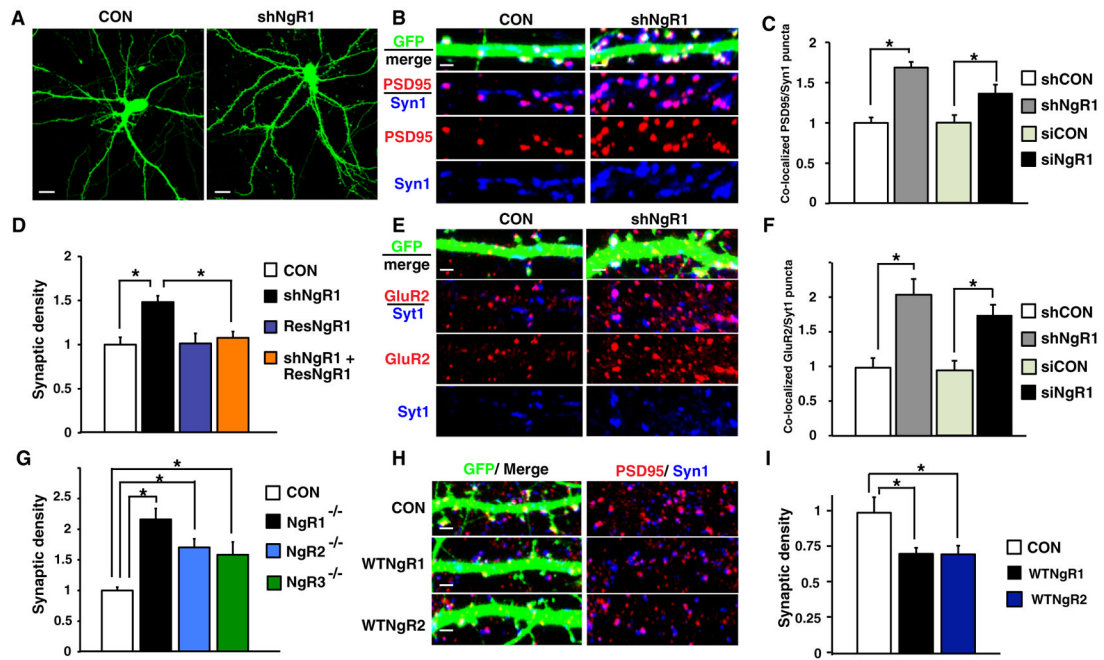 A
CON
shNgR1
B
CON
shNgR1
GFP
merge
PSD95
Syn1
PSD95
Syn1
C
Co-localized PSD95/Syn1 puncta
2
1.5
1
0.5
0
*
*
shCON
shNgR1
siCON
siNgR1
D
Synaptic density
2
1.5
1
0.5
0
*
*
CON
shNgR1
ResNgR1
shNgR1 +
ResNgR1
E
CON
shNgR1
GFP
merge
GluR2
Syt1
GluR2
Syt1
F
Co-localized GluR2/Syt1 puncta
2
1.5
1
0.5
0
*
*
shCON
shNgR1
siCON
siNgR1
G
Synaptic density
2.5
2
1.5
1
0.5
0
*
*
*
CON
NgR1 -/-
NgR2 -/-
NgR3 -/-
H
GFP/ Merge
PSD95/ Syn1
CON
WTNgR1
WTNgR2
I
Synaptic density
1
0.75
0.5
0.25
0
*
*
CON
WTNgR1
WTNgR2